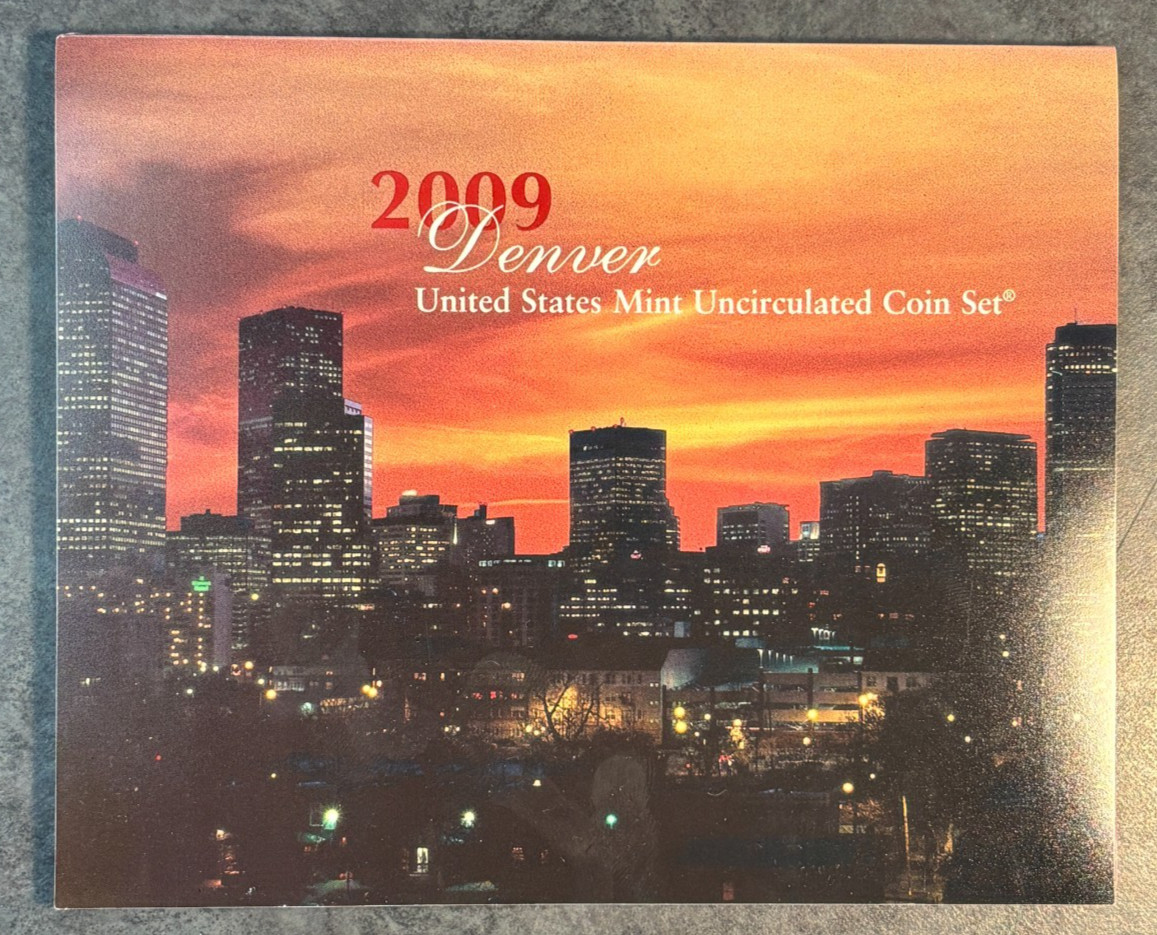 2009
Denver
United States Mint Uncirculated Coin Set®